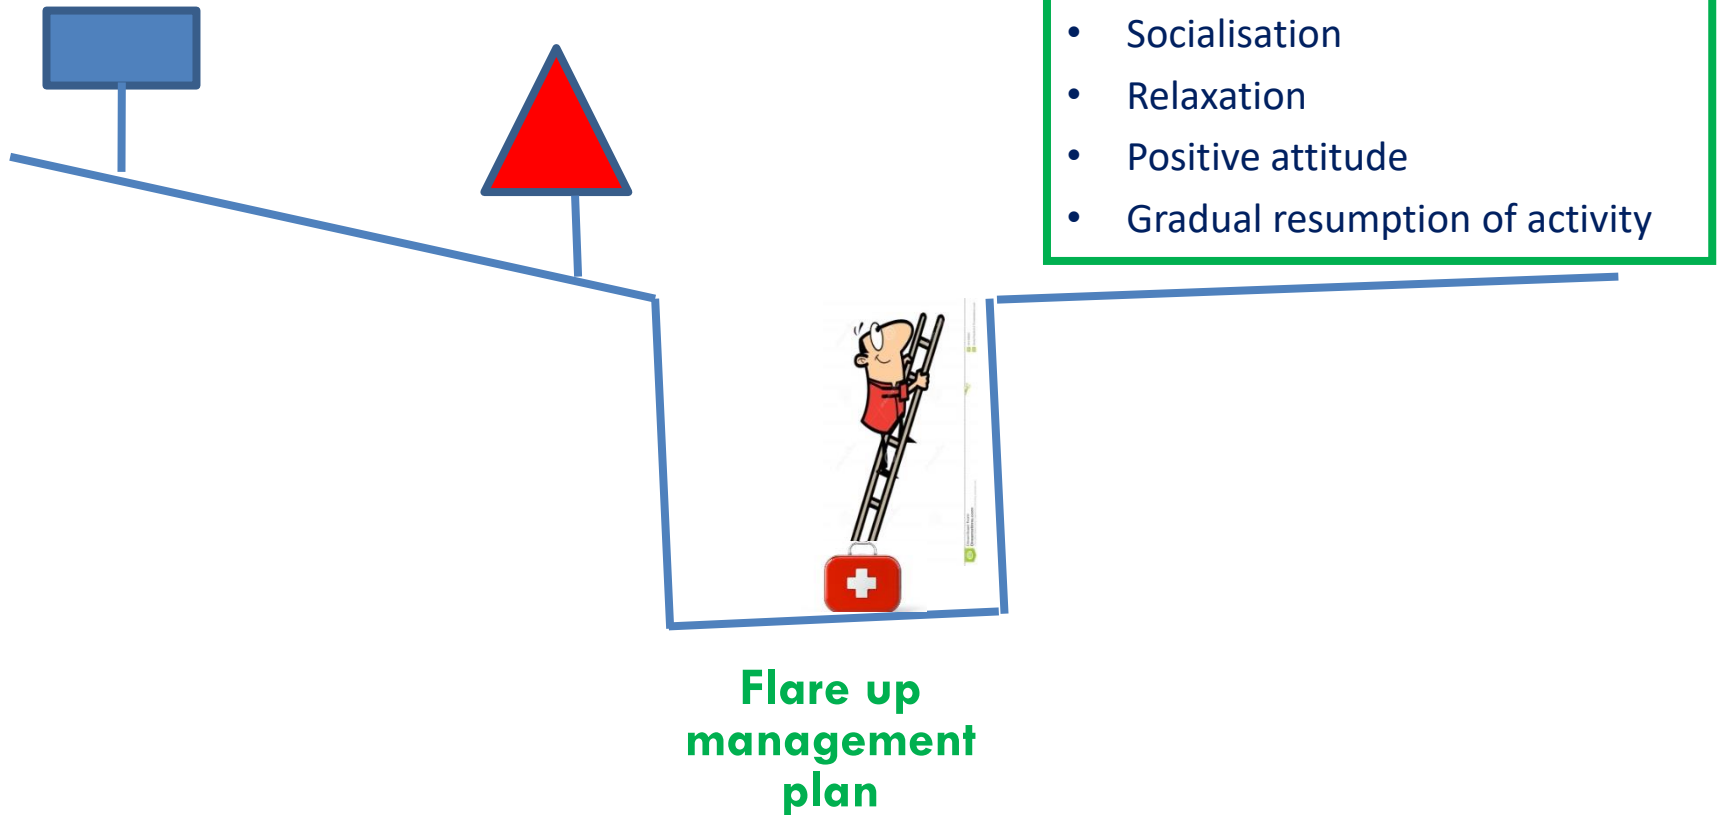 • Socialisation
• Relaxation
• Positive attitude
• Gradual resumption of activity
Flare up
management
plan